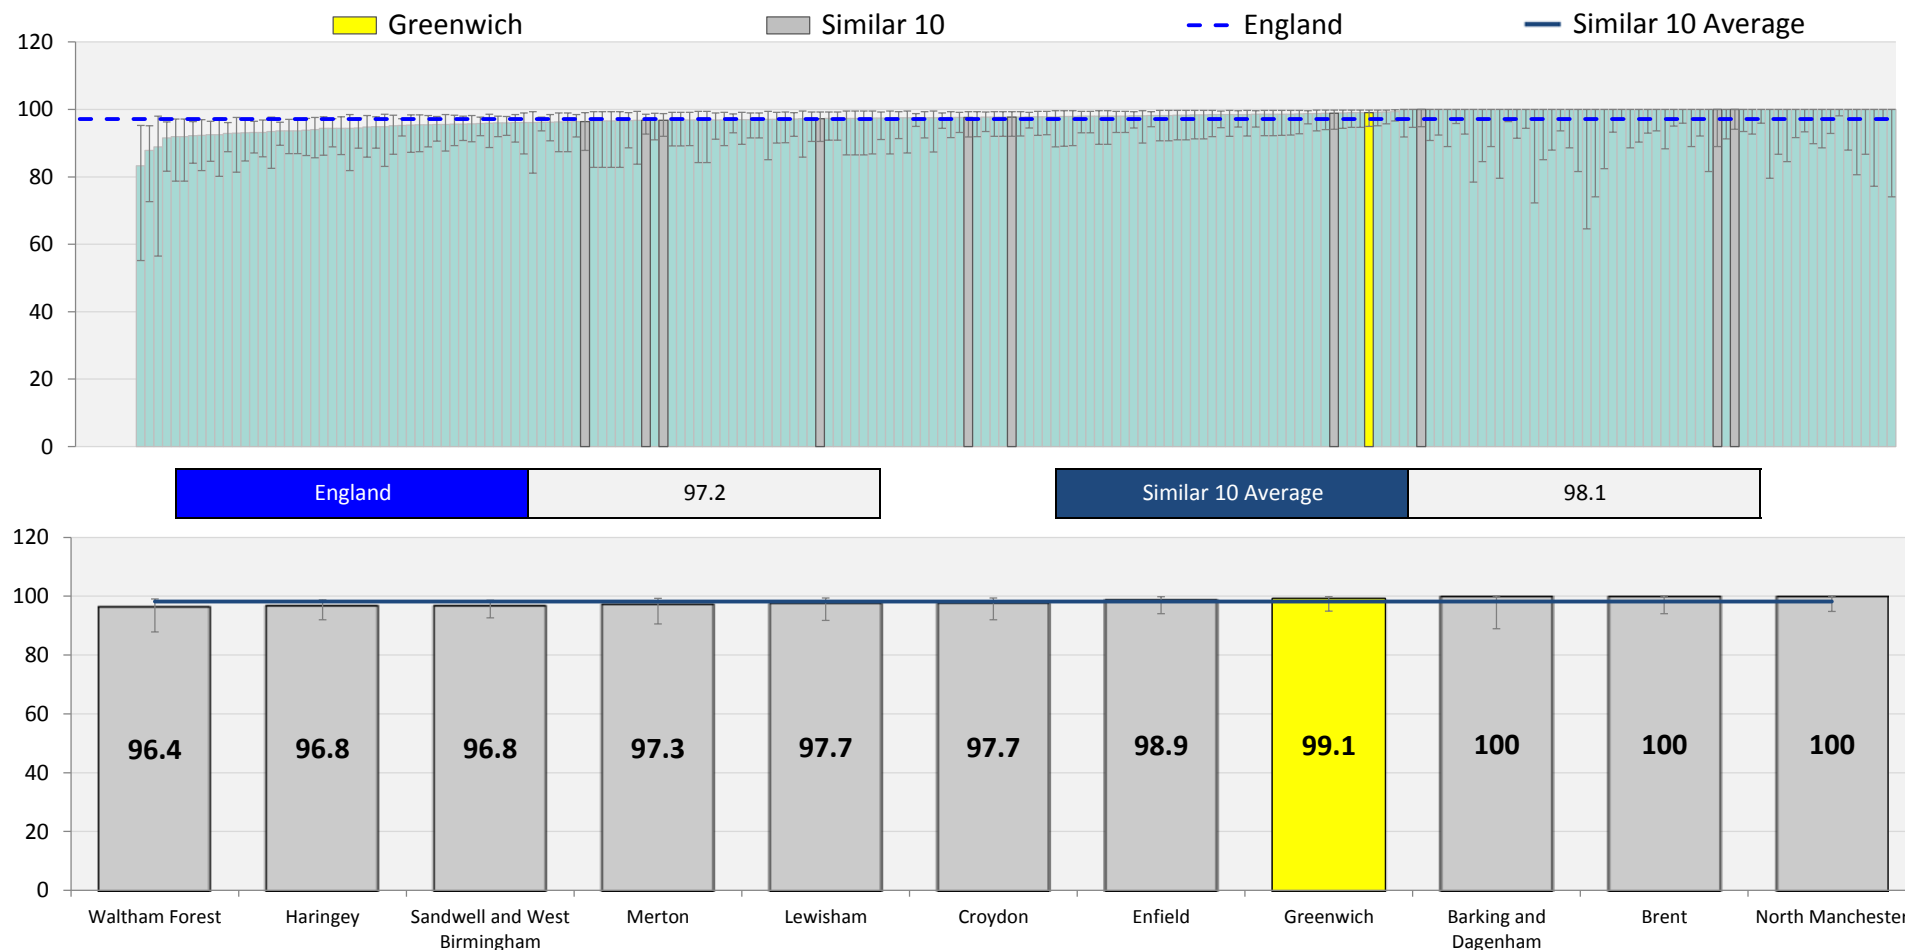 Greenwich Similar 10 England Similar 10 Average
120
100
80
60
40
20
0
England 97.2 Similar 10 Average 98.1
120
100
80
60
40
20
0
96.4 96.8 96.8 97.3 97.7 97.7 98.9 99.1 100 100 100
Waltham Forest Haringey Sandwell and West Merton Lewisham Croydon Enfield Greenwich Barking and Brent North Manchester
Birmingham Dagenham